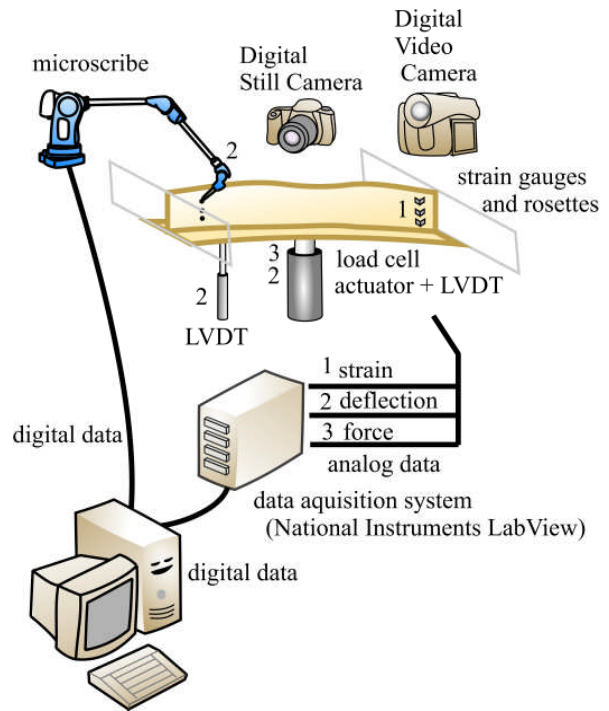 microscribe
Digital
Still Camera
Digital
Video
Camera
2
strain gauges
and rosettes
1
3
2
load cell
actuator + LVDT
2
LVDT
1 strain
2 deflection
3 force
analog data
digital data
data aquisition system
(National Instruments LabView)
digital data